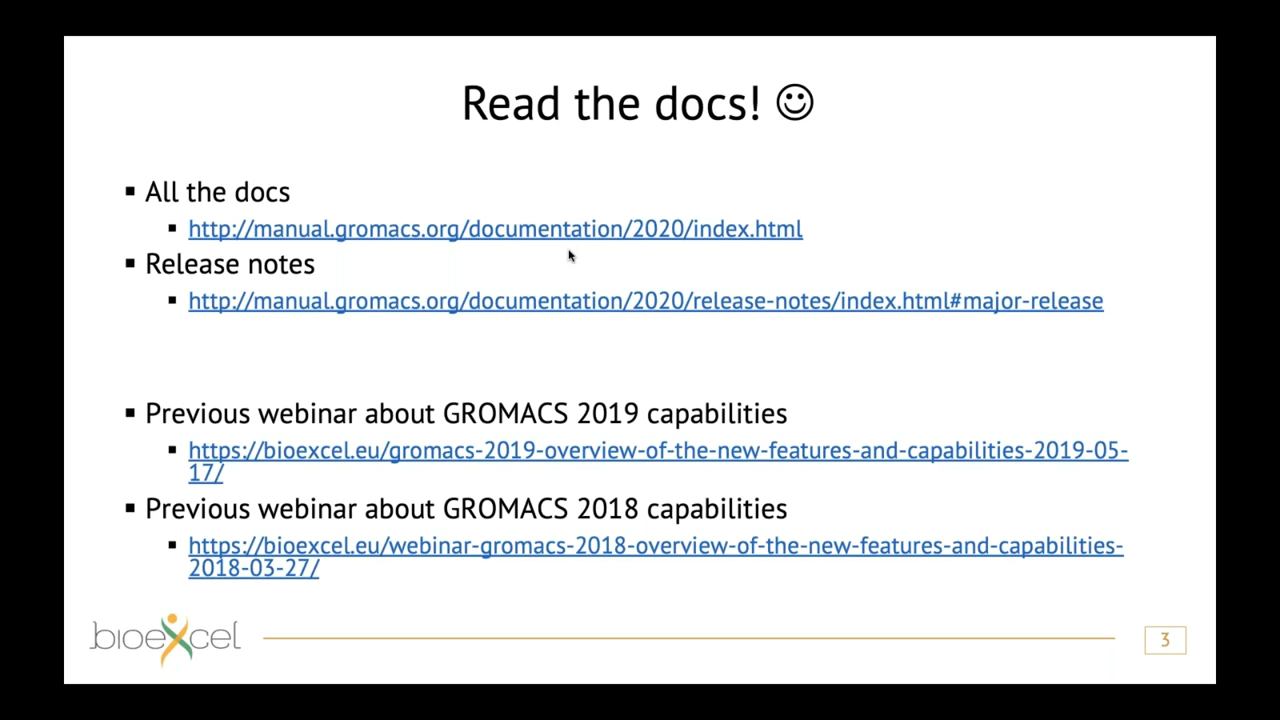 Read the docs! ☺
▪ All the docs
▪ http://manual.gromacs.org/documentation/2020/index.html
▪ Release notes
▪ http://manual.gromacs.org/documentation/2020/release-notes/index.html#major-release
▪ Previous webinar about GROMACS 2019 capabilities
▪ https://bioexcel.eu/gromacs-2019-overview-of-the-new-features-and-capabilities-2019-05-
17/
▪ Previous webinar about GROMACS 2018 capabilities
▪ https://bioexcel.eu/webinar-gromacs-2018-overview-of-the-new-features-and-capabilities-
2018-03-27/
bioexcel
3